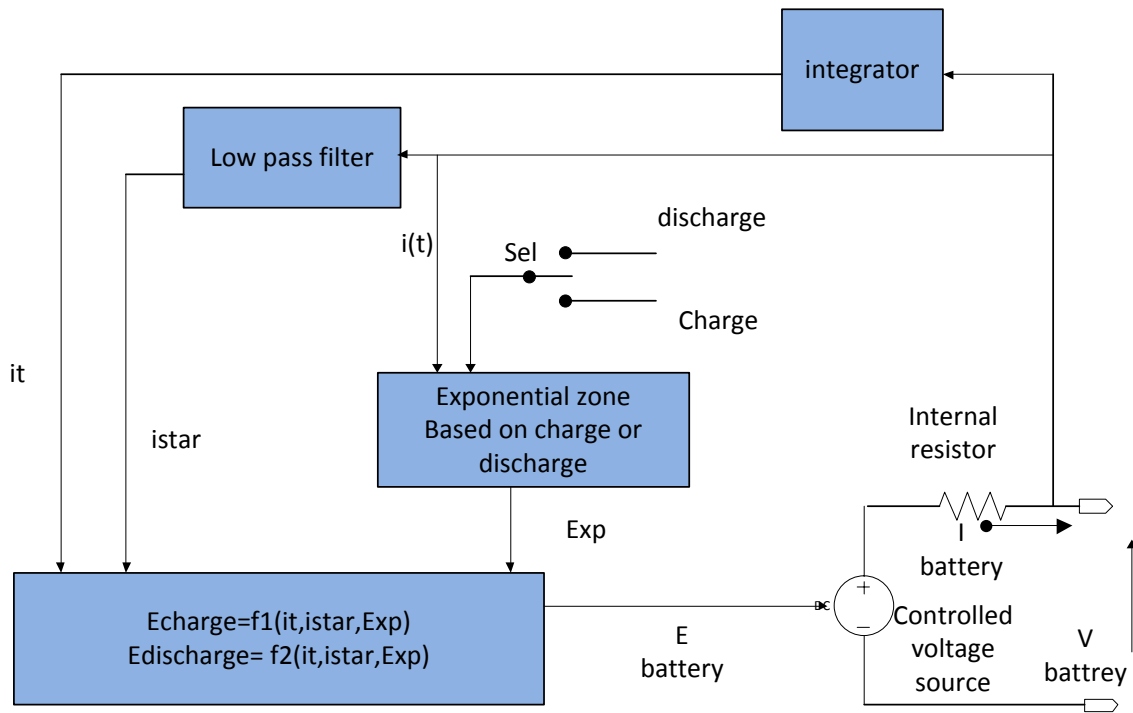 integrator
Low pass filter
discharge
i(t)
Sel
Charge
it
istar
Exponential zone
Based on charge or
discharge
Internal
resistor
Exp
I
battery
Echarge=f1(it,istar,Exp)
Edischarge= f2(it,istar,Exp)
E
battery
+
−
Controlled
voltage
source
V
battrey